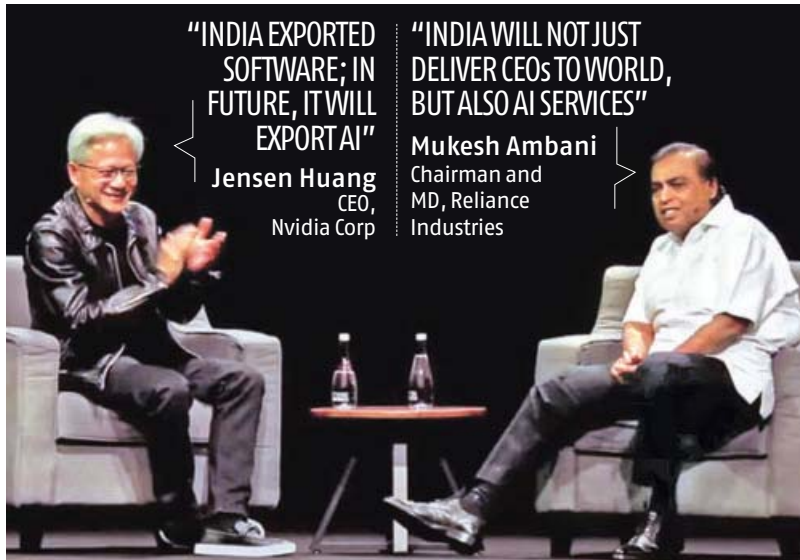 “INDIA EXPORTED
SOFTWARE; IN
FUTURE, IT WILL
EXPORT AI”
Jensen Huang
CEO,
Nvidia Corp
“INDIA WILL NOT JUST
DELIVER CEOs TO WORLD,
BUT ALSO AI SERVICES”
Mukesh Ambani
Chairman and
MD, Reliance
Industries